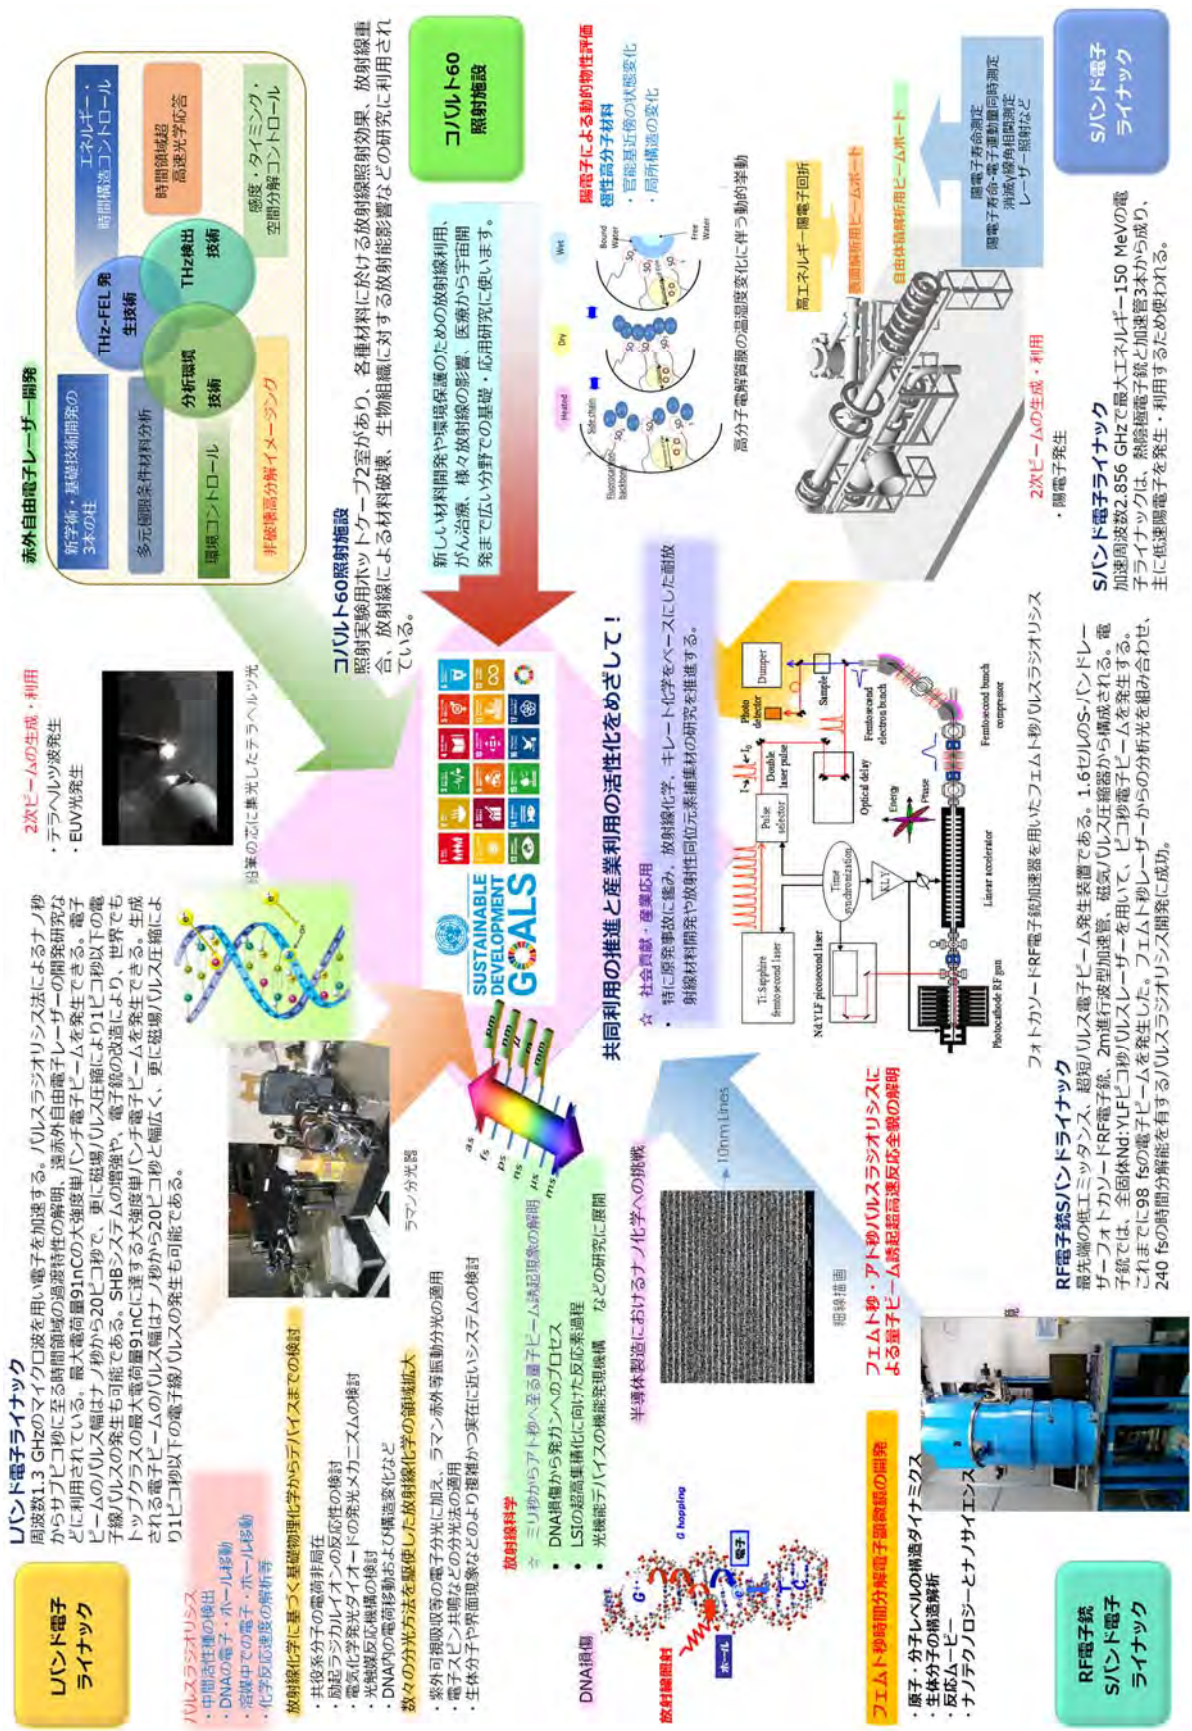 Lバンド電子
ライナック
Lバンド電子ライナック
周波数1.3 GHzのマイクロ波を用い電子を加速する。パルスラジオリシス法によるナノ秒
からサブピコ秒に至る時間領域の過渡特性の解明、遠赤外自由電子レーザーの開発研究な
どに利用されている。最大電荷量91nCの大強度単バンチ電子ビームを発生できる。電子
ビームのパルス幅はナノ秒から20ピコ秒で、更に磁場パルス圧縮により1ピコ秒以下の電
子線パルスの発生も可能である。SHBシステムの増強や、電子銃の改造により、世界でも
トップクラスの最大電荷量91nCに達する大強度単バンチ電子ビームを発生できる。生成
される電子ビームのパルス幅はナノ秒から20ピコ秒と幅広く、更に磁場パルス圧縮によ
り1ピコ秒以下の電子線パルスの発生も可能である。
2次ビームの生成・利用
・テラヘルツ波発生
・EUV光発生
鉛筆の芯に集光したテラヘルツ光
赤外自由電子レーザー開発
新学術・基礎技術開発の
3本の柱
THz-FEL 発
生技術
エネルギー・
時間構造コントロール
多元極限条件材料分析
時間領域超
高速光学応答
分析環境
技術
THz検出
技術
環境コントロール
感度・タイミング・
空間分解コントロール
非破壊高分解イメージング
パルスラジオリシス
・中間活性種の検出
・DNAの電子・ホール移動
・溶媒中での電子・ホール移動
・化学反応速度の解析等
放射線化学に基づく基礎物理化学からデバイスまでの検討
・共役系分子の電荷非局在
・励起ラジカルイオンの反応性の検討
・電気化学発光ダイオードの発光メカニズムの検討
・光触媒反応機構の検討
・DNA内の電荷移動および構造変化など
数々の分光方法を駆使した放射線化学の領域拡大
・紫外可視吸収等の電子分光に加え、ラマン赤外等振動分光の適用
・電子スピン共鳴などの分光法の適用
・生体分子や界面現象などのより複雑かつ実在に近いシステムの検討
ラマン分光器
コバルト60照射施設
照射実験用ホットケーブ2室があり、各種材料に於ける放射線照射効果、放射線重
合、放射線による材料破壊、生物組織に対する放射能影響などの研究に利用され
ている。
コバルト60
照射施設
新しい材料開発や環境保護のための放射線利用、
がん治療、様々放射線の影響、医療から宇宙開
発まで広い分野での基礎・応用研究に使います。
SUSTAINABLE
DEVELOPMENT
GOALS
as
fs
ps
ns
μs
ms
pm
nm
μ
mm
放射線科学
☆ ミリ秒からアト秒へ至る量子ビーム誘起現象の解明
• DNA損傷から発ガンへのプロセス
• LSIの超高集積化に向けた反応素過程
• 光機能デバイスの機能発現機構 などの研究に展開
DNA損傷
G hopping
電子
ホール
放射線照射
半導体製造におけるナノ化学への挑戦
10nm Lines
細線描画
共同利用の推進と産業利用の活性化をめざして！
☆ 社会貢献・産業応用
• 特に原発事故に鑑み、放射線化学、キレート化学をベースにした耐放
射線材料開発や放射性同位元素捕集材の研究を推進する。
陽電子による動的物性評価
極性高分子材料
・官能基近傍の状態変化
・局所構造の変化
Heated
Dry
Wet
Side chain
Fluorocarbon
backbone
Bound
Water
Free
Water
高分子電解質膜の温湿度変化に伴う動的挙動
高エネルギー陽電子回折
表面解析用ビームポート
自由体積解析用ビームポート
陽電子寿命測定
陽電子寿命-電子運動量同時測定
消滅γ線角相関測定
レーザー照射など
2次ビームの生成・利用
・陽電子発生
Sバンド電子ライナック
加速周波数2.856 GHzで最大エネルギー150 MeVの電
子ライナックは、熱陰極電子銃と加速管3本から成り、
主に低速陽電子を発生・利用するため使われる。
Sバンド電子
ライナック
フェムト秒・アト秒パルスラジオリシスに
よる量子ビーム誘起超高速反応全貌の解明
Ti:Sapphire
femtosecond laser
Pulse
selector
Double
laser pulse
Photo
detector
Dumper
Sample
Optical delay
Femtosecond
electron bunch
Time
synchronization
Nd:YLF picosecond laser
KLY
Energy
Phase
Photocathode RF gun
Linear accelerator
Femtosecond bunch
compressor
フォトカソードRF電子銃加速器を用いたフェムト秒パルスラジオリシス
フェムト秒時間分解電子顕微鏡の開発
・原子・分子レベルの構造ダイナミクス
・生体分子の構造解析
・反応ムービー
・ナノテクノロジーとナノサイエンス
RF電子銃
Sバンド電子
ライナック
RF電子銃Sバンドライナック
最先端の低エミッタンス、超短パルス電子ビーム発生装置である。1.6セルのS-バンドレー
ザーフォトカソードRF電子銃、2m進行波型加速管、磁気パルス圧縮器から構成される。電
子銃では、全固体Nd:YLFピコ秒パルスレーザーを用いて、ピコ秒電子ビームを発生する。
これまでに98 fsの電子ビームを発生した。フェムト秒レーザーからの分析光を組み合わせ、
240 fsの時間分解能を有するパルスラジオリシス開発に成功。